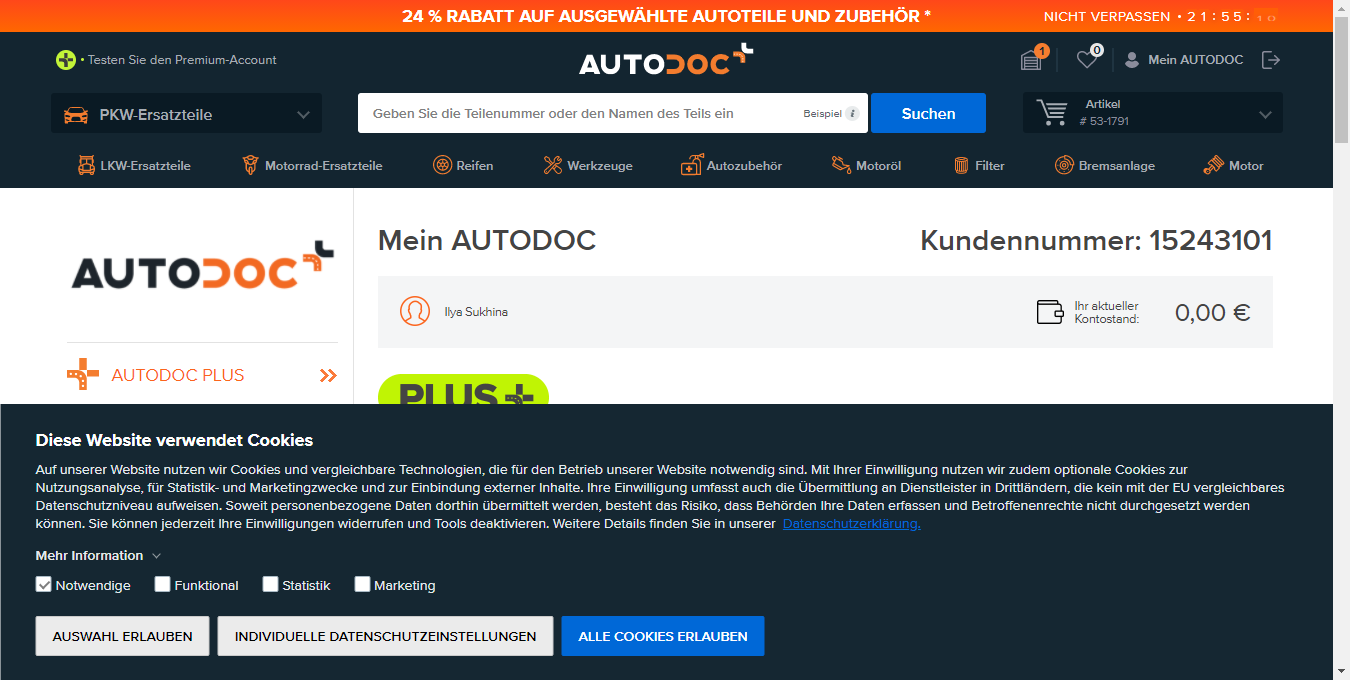 24 % RABATT AUF AUSGEWÄHLTE AUTOTEILE UND ZUBEHÖR *
NICHT VERPASSEN • 21:55:
Testen Sie den Premium-Account
AUTODOC
1
0
Mein AUTODOC
PKW-Ersatzteile
Geben Sie die Teilenummer oder den Namen des Teils ein
Beispiel i
Suchen
Artikel
# 53-1791
LKW-Ersatzteile
Motorrad-Ersatzteile
Reifen
Werkzeuge
Autozubehör
Motoröl
Filter
Bremsanlage
Motor
AUTODOC
Mein AUTODOC
Kundennummer: 15243101
Ilya Sukhina
Ihr aktueller
Kontostand:
0,00 €
AUTODOC PLUS
PLUS
Diese Website verwendet Cookies
Auf unserer Website nutzen wir Cookies und vergleichbare Technologien, die für den Betrieb unserer Website notwendig sind. Mit Ihrer Einwilligung nutzen wir zudem optionale Cookies zur
Nutzungsanalyse, für Statistik- und Marketingzwecke und zur Einbindung externer Inhalte. Ihre Einwilligung umfasst auch die Übermittlung an Dienstleister in Drittländern, die kein mit der EU vergleichbares
Datenschutzniveau aufweisen. Soweit personenbezogene Daten dorthin übermittelt werden, besteht das Risiko, dass Behörden Ihre Daten erfassen und Betroffenenrechte nicht durchgesetzt werden
können. Sie können jederzeit Ihre Einwilligungen widerrufen und Tools deaktivieren. Weitere Details finden Sie in unserer Datenschutzerklärung.
Mehr Information
Notwendige
Funktional
Statistik
Marketing
AUSWAHL ERLAUBEN
INDIVIDUELLE DATENSCHUTZEINSTELLUNGEN
ALLE COOKIES ERLAUBEN